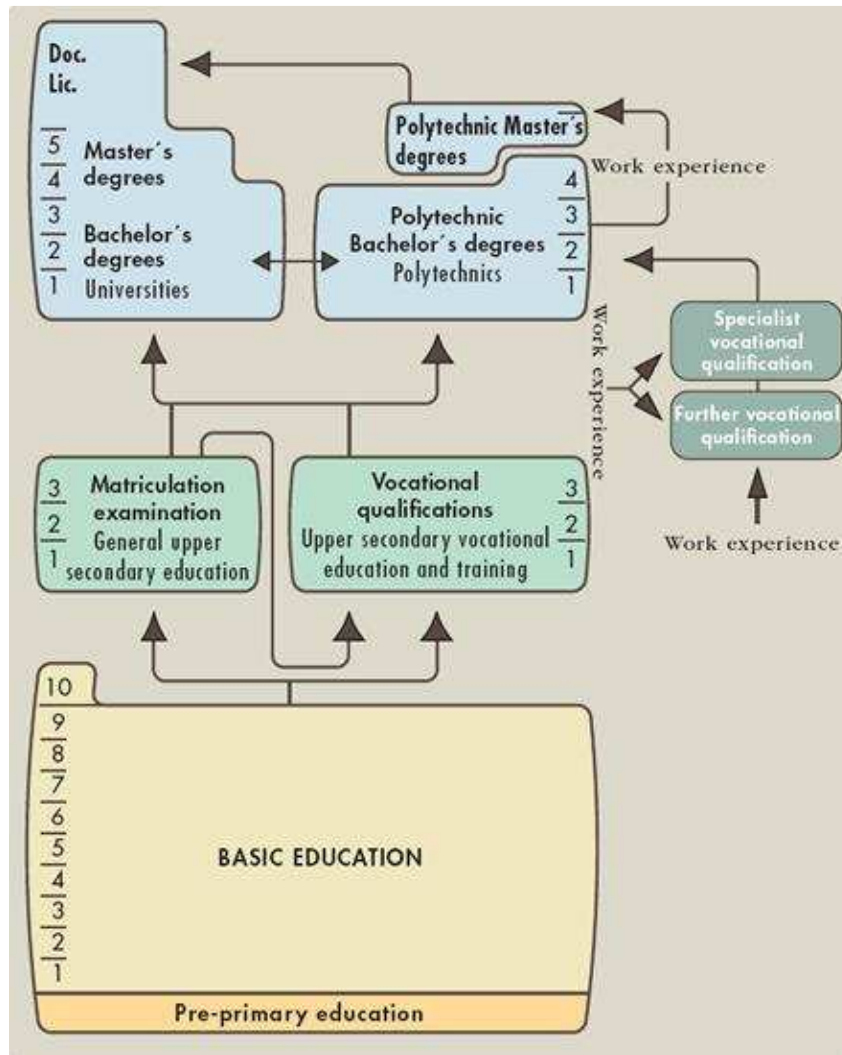 Doc.
Lic.
5
4
3
2
1
Master´s
degrees
Bachelor´s
degrees
Universities
Polytechnic Master´s
degrees
Work experience
Polytechnic
Bachelor´s degrees
Polytechnics
4
3
2
1
Work experience
Specialist
vocational
qualification
Further vocational
qualification
Work experience
3
2
1
Matriculation
examination
General upper
secondary education
Vocational
qualifications
Upper secondary vocational
education and training
3
2
1
10
9
8
7
6
5
4
3
2
1
BASIC EDUCATION
Pre-primary education